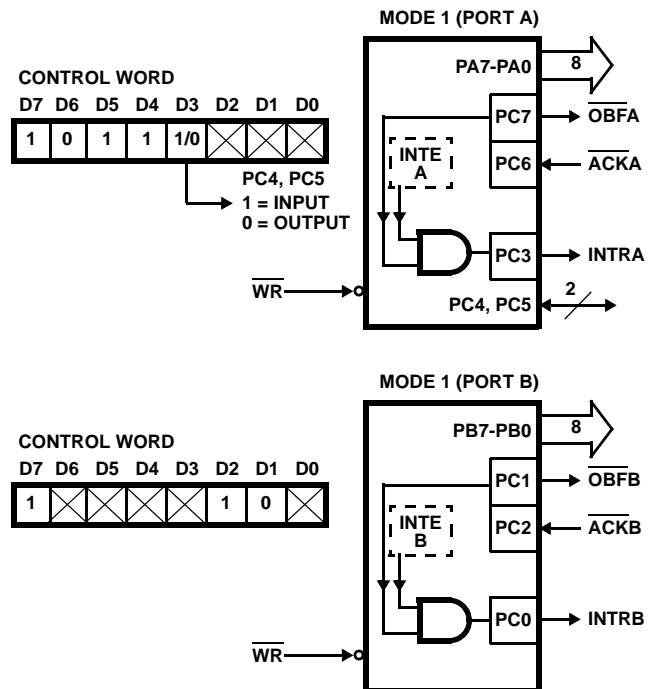 MODE 1 (PORT A)
CONTROL WORD
D7 D6 D5 D4 D3 D2 D1 D0
1 0 1 1 1/0
PC4, PC5
1 = INPUT
0 = OUTPUT
WR
PA7-PA0
8
PC7
OBFA
INTE
A
PC6
ACKA
PC3
INTRA
PC4, PC5
2
MODE 1 (PORT B)
CONTROL WORD
D7 D6 D5 D4 D3 D2 D1 D0
1 1 0
WR
PB7-PB0
8
PC1
OBFB
INTE
B
PC2
ACKB
PC0
INTRB